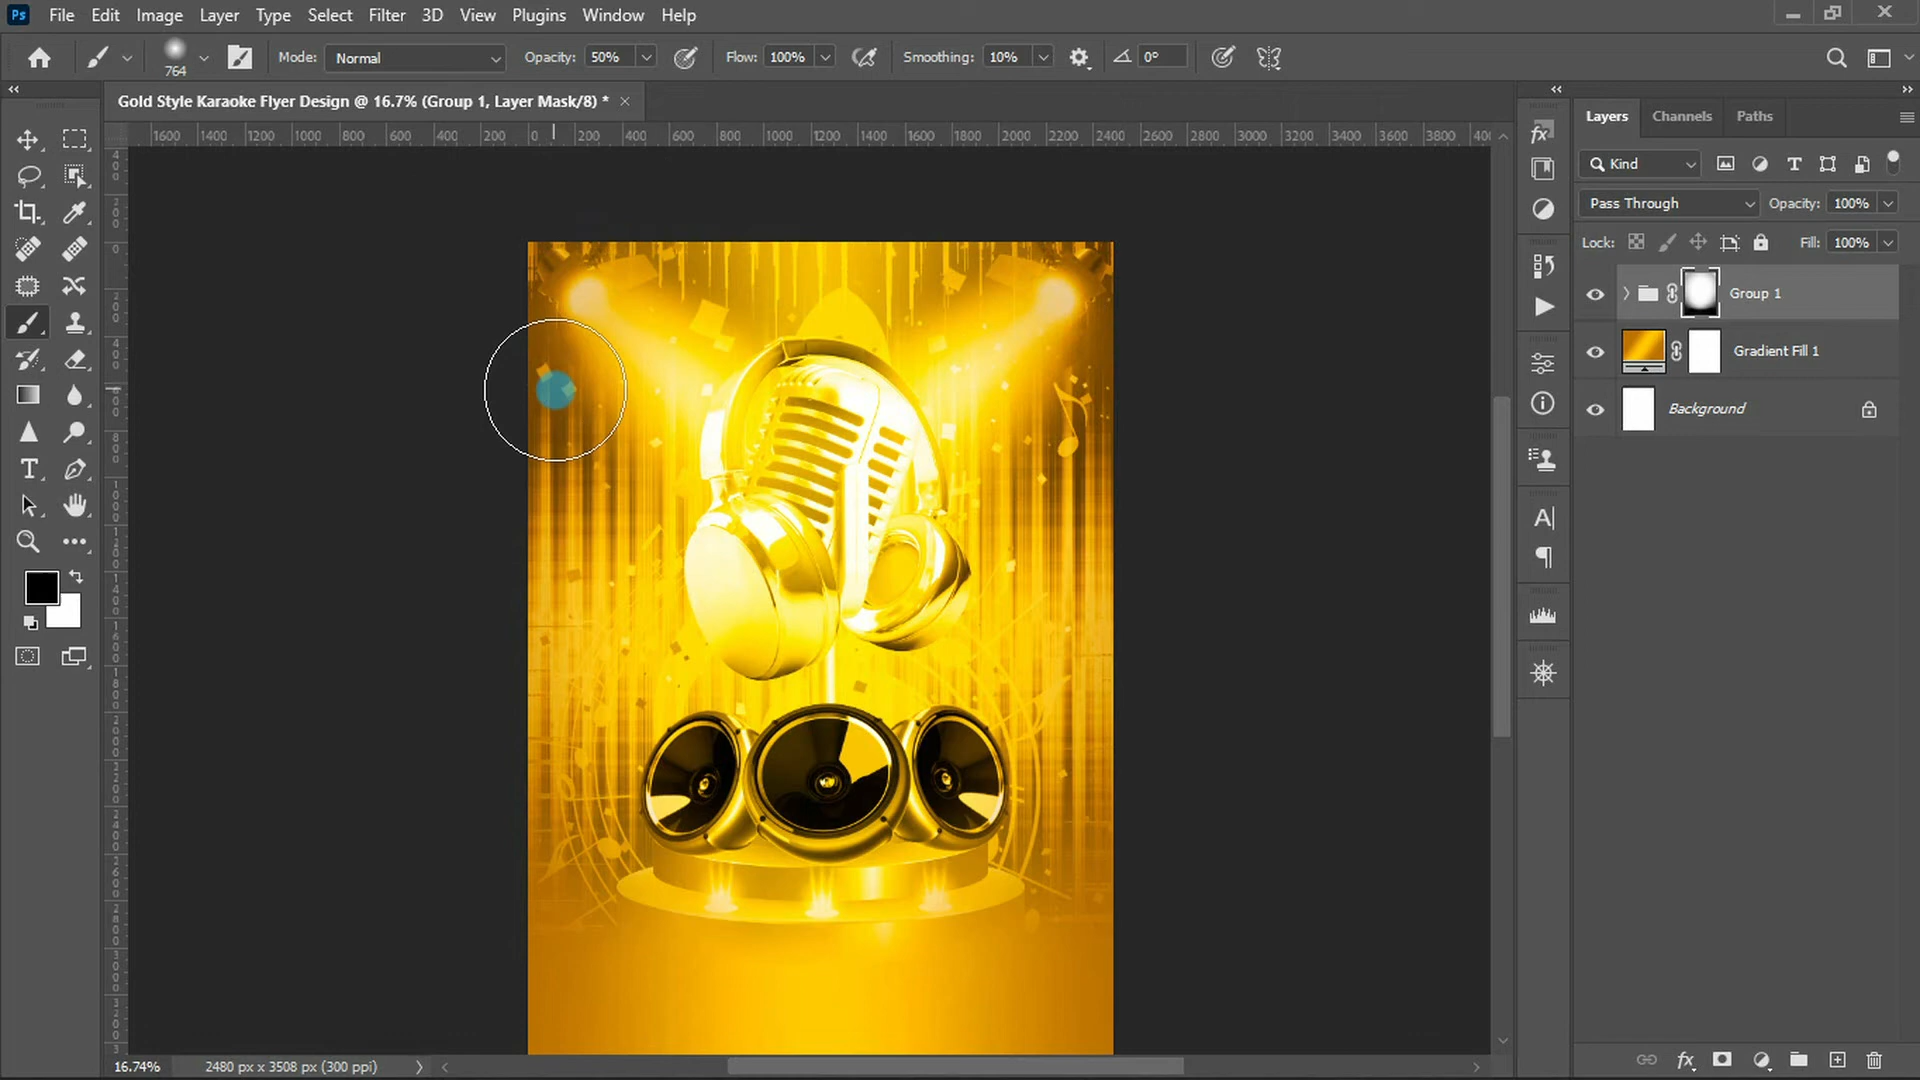 Ps File Edit Image Layer Type Select Filter 3D View Plugins Window Help
764 Mode: Normal Opacity: 50% Flow: 100% Smoothing: 10% 0°
Gold Style Karaoke Flyer Design @ 16.7% (Group 1, Layer Mask/8) *
1600 1400 1200 1000 800 600 400 200 0 200 400 600 800 1000 1200 1400 1600 1800 2000 2200 2400 2600 2800 3000 3200 3400 3600 3800
Layers Channels Paths
Kind
Pass Through Opacity: 100%
Lock: Fill: 100%
Group 1
Gradient Fill 1
Background
16.74% 2480 px x 3508 px (300 ppi)